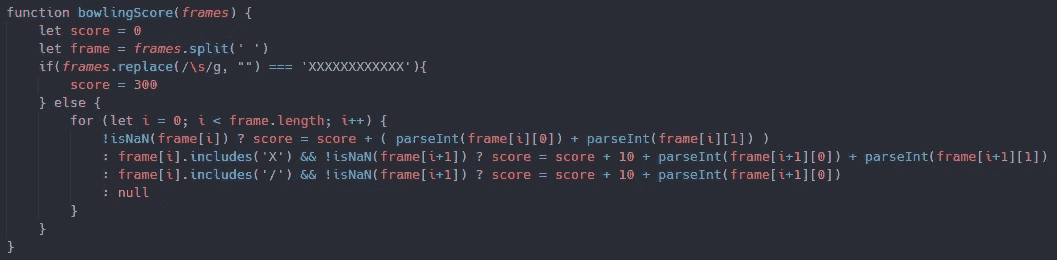 function bowlingScore(frames) {
    let score = 0
    let frame = frames.split(' ')
    if(frames.replace(/\s/g, "") === 'XXXXXXXXXXXX'){
        score = 300
    } else {
        for (let i = 0; i < frame.length; i++) {
            !isNaN(frame[i]) ? score = score + ( parseInt(frame[i][0]) + parseInt(frame[i][1]) )
            : frame[i].includes('X') && !isNaN(frame[i+1]) ? score = score + 10 + parseInt(frame[i+1][0]) + parseInt(frame[i+1][1])
            : frame[i].includes('/') && !isNaN(frame[i+1]) ? score = score + 10 + parseInt(frame[i+1][0])
            : null
        }
    }
}